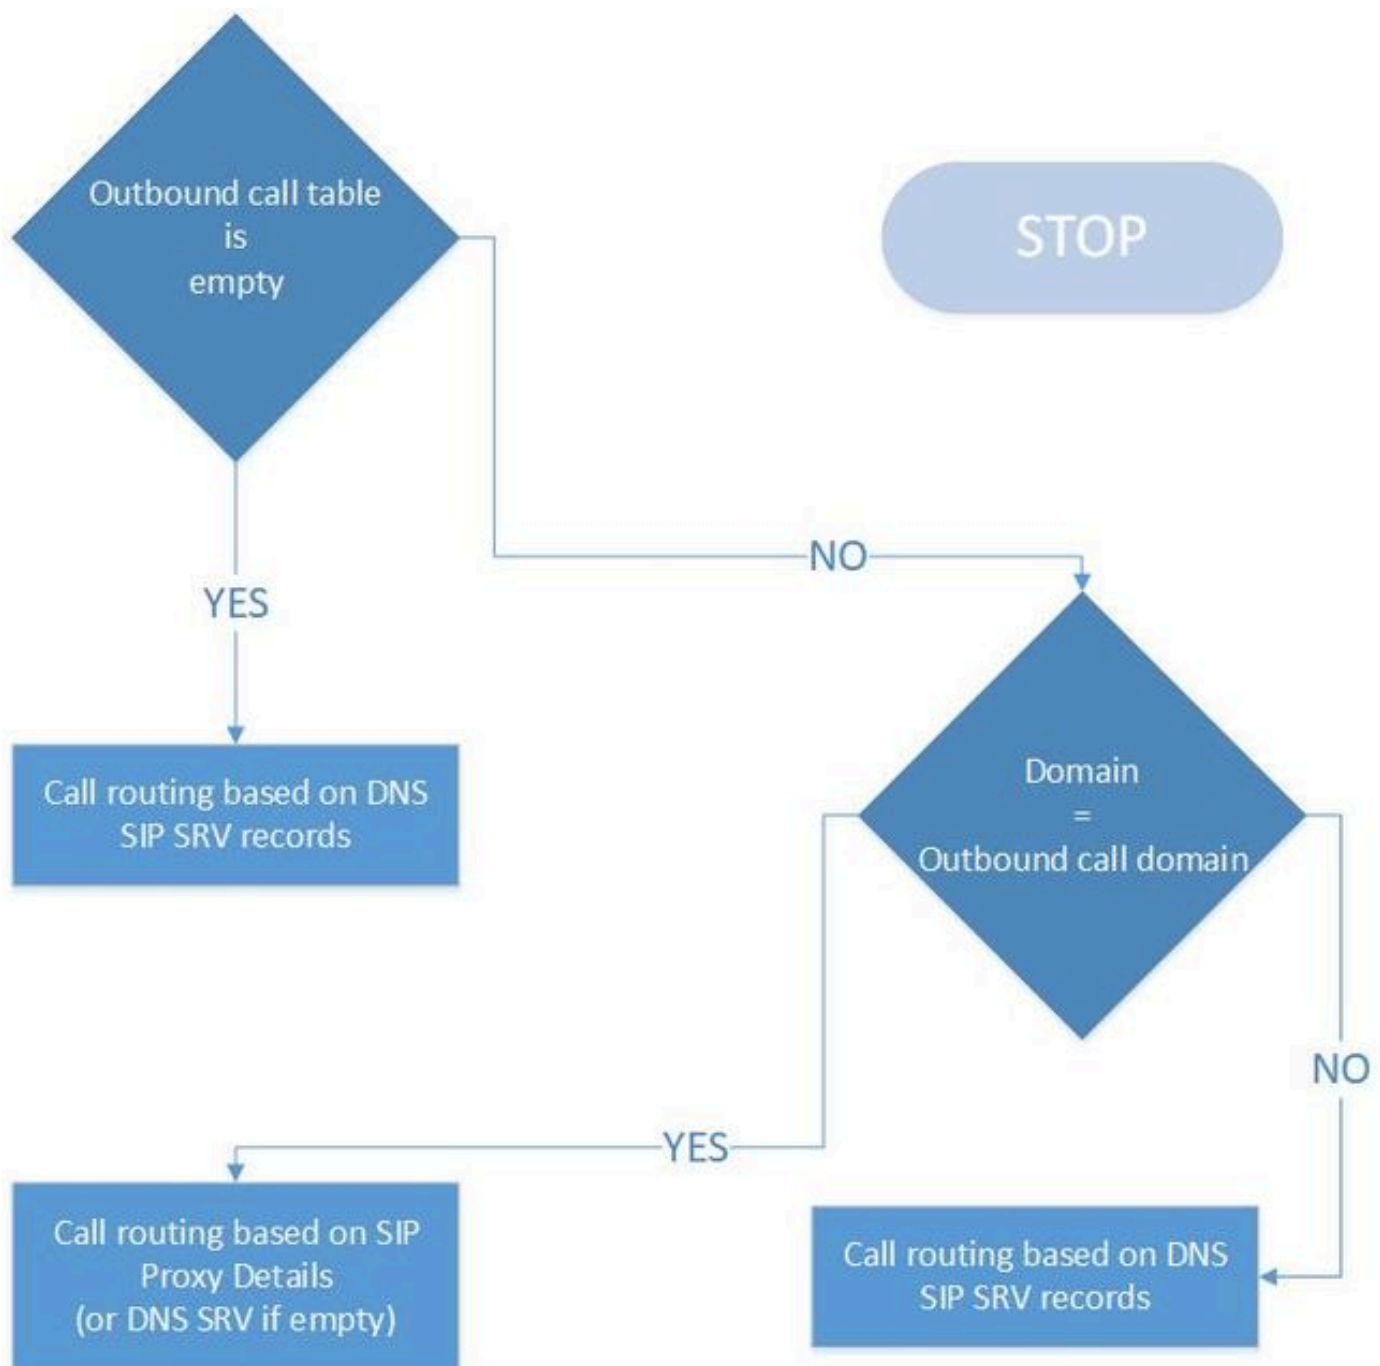 Outbound call table
is
empty
STOP
NO
YES
Call routing based on DNS
SIP SRV records
Domain
=
Outbound call domain
NO
YES
Call routing based on SIP
Proxy Details
(or DNS SRV if empty)
Call routing based on DNS
SIP SRV records